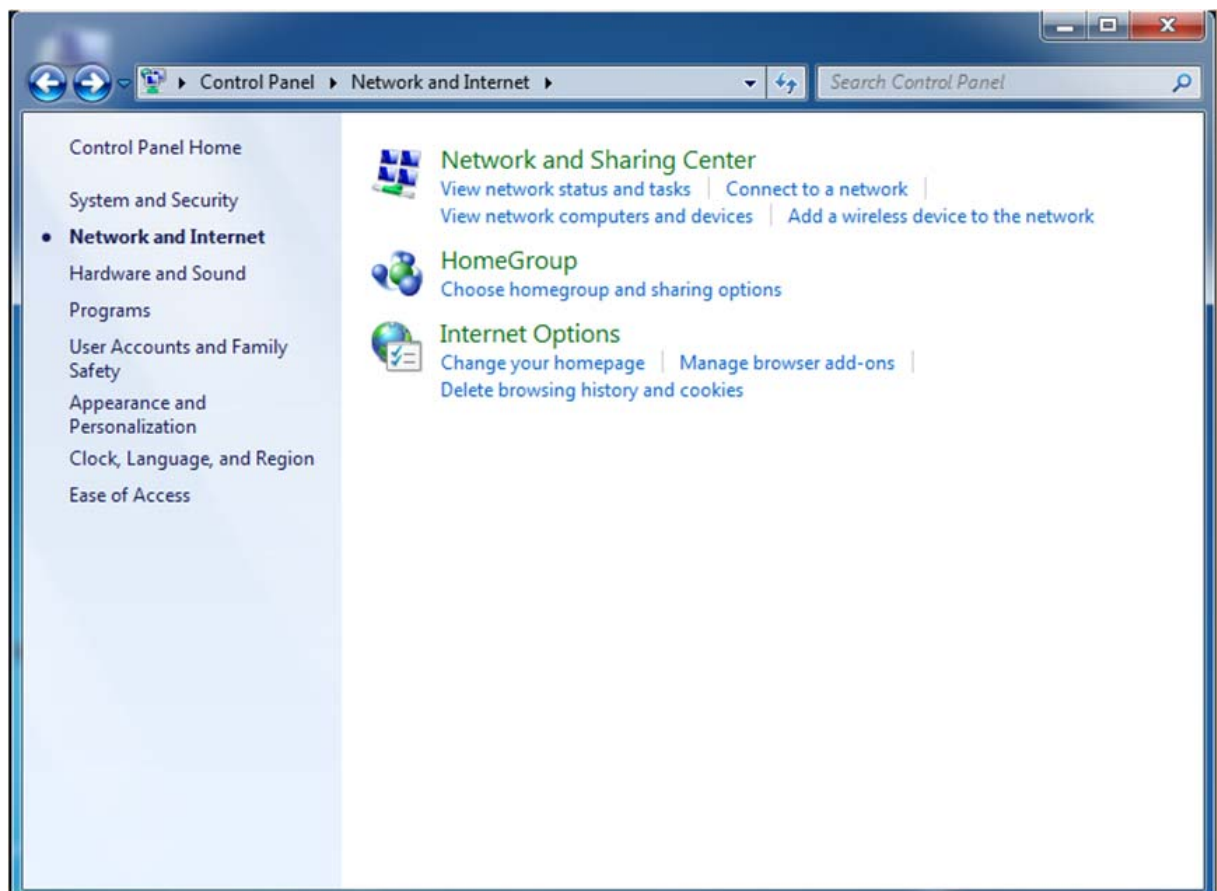 Control Panel Network and Internet Search Control Panel
Control Panel Home
System and Security
Network and Internet
Hardware and Sound
Programs
User Accounts and Family
Safety
Appearance and
Personalization
Clock, Language, and Region
Ease of Access
Network and Sharing Center
View network status and tasks Connect to a network
View network computers and devices Add a wireless device to the network
HomeGroup
Choose homegroup and sharing options
Internet Options
Change your homepage Manage browser add-ons
Delete browsing history and cookies